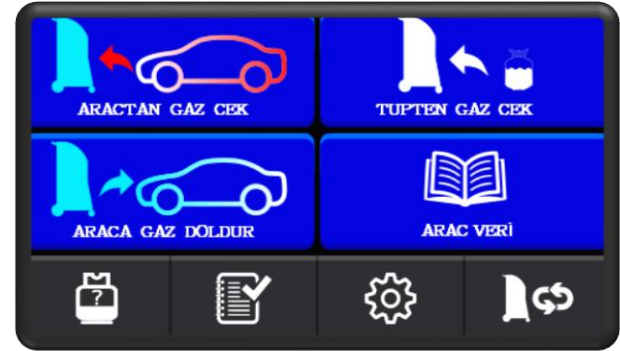 ARACTAN GAZ CEK
TUPTEN GAZ CEK
ARACA GAZ DOLDUR
ARAC VERİ
?